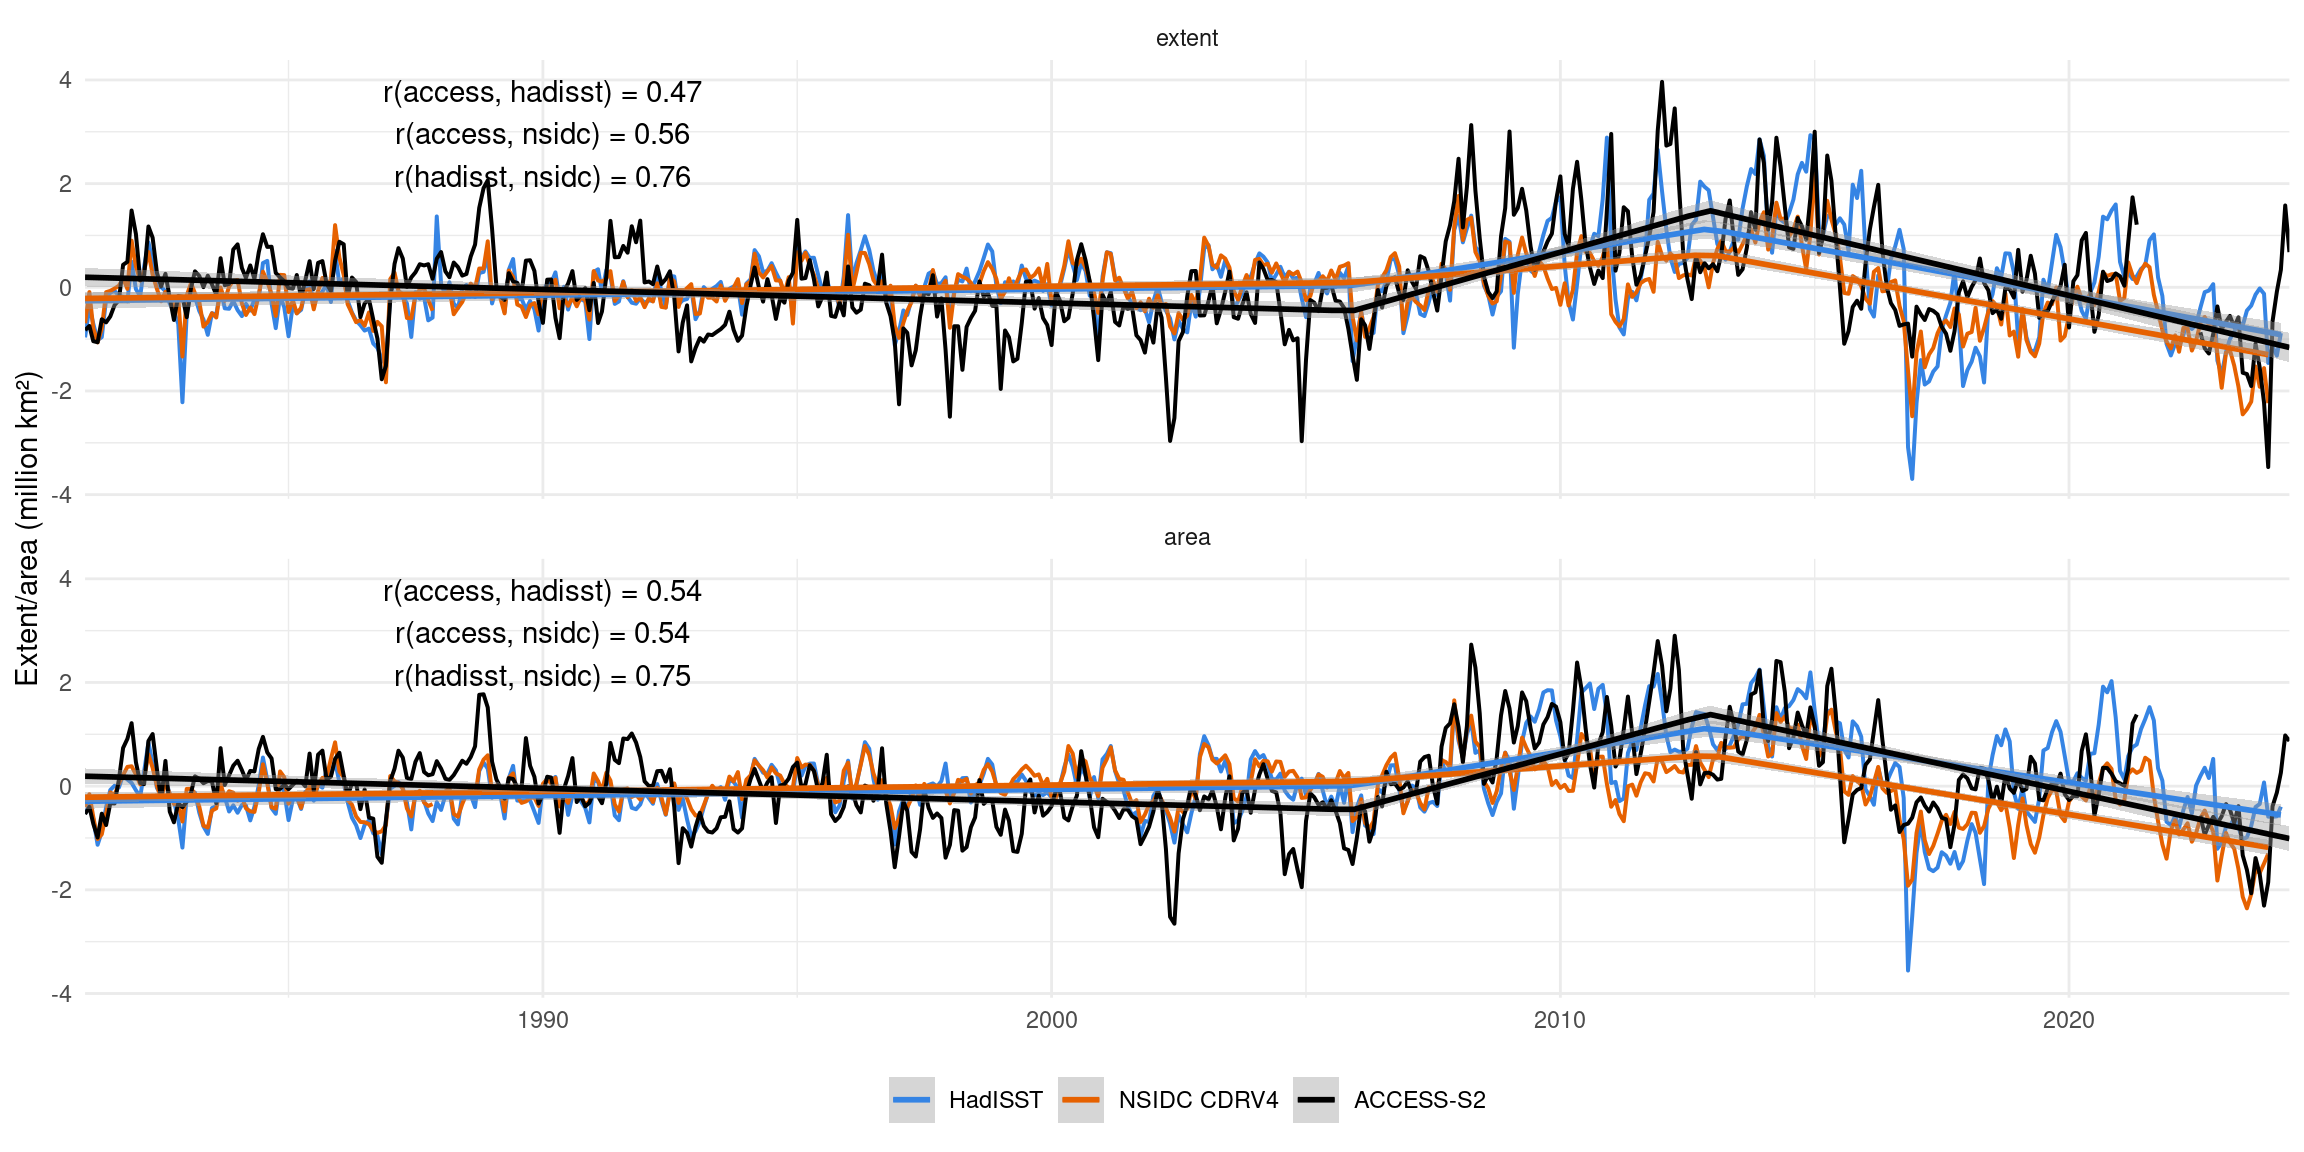 extent
4
r(access, hadisst) = 0.47
r(access, nsidc) = 0.56
2
r(hadisst, nsidc) = 0.76
0
-2
-4
Extent/area (million km²)
area
4
r(access, hadisst) = 0.54
r(access, nsidc) = 0.54
2
r(hadisst, nsidc) = 0.75
0
-2
-4
1990 2000 2010 2020
HadISST NSIDC CDRV4 ACCESS-S2